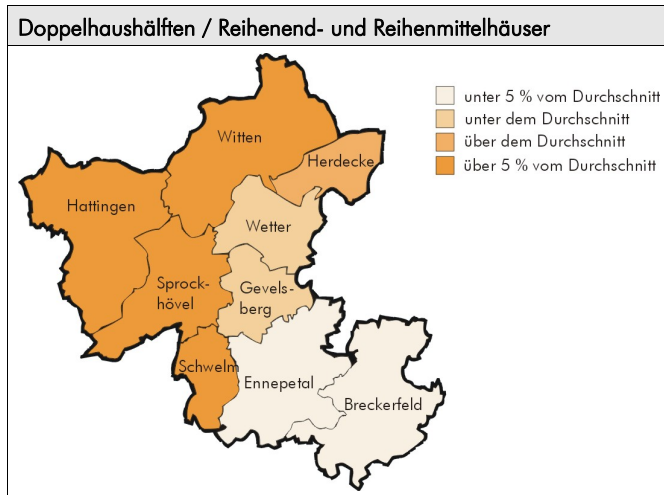 Doppelhaushälften / Reihenend- und Reihenmittelhäuser
unter 5 % vom Durchschnitt
unter dem Durchschnitt
über dem Durchschnitt
über 5 % vom Durchschnitt
Witten
Herdecke
Hattingen
Wetter
Sprock-
hövel
Gevels-
berg
Schwelm
Ennepetal
Breckerfeld